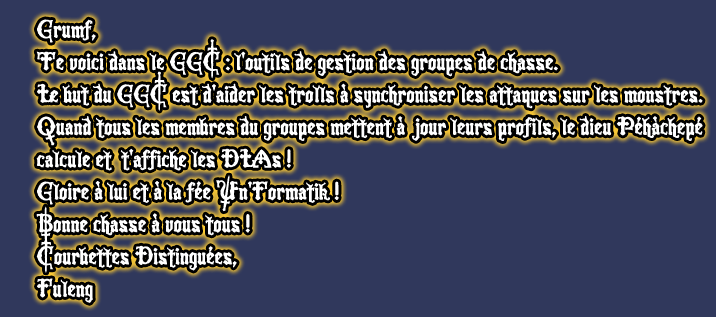 Grumf,
Te voici dans le GGC : l'outils de gestion des groupes de chasse.
Le but du GGC est d'aider les trolls à synchroniser les attaques sur les monstres.
Quand tous les membres du groupes mettent à jour leurs profils, le dieu Péhàchepé
calcule et t'affiche les DLAs !
Gloire à lui et à la fée Yn'Formatik !
Bonne chasse à vous tous !
Courbettes Distinguées,
Fuleng